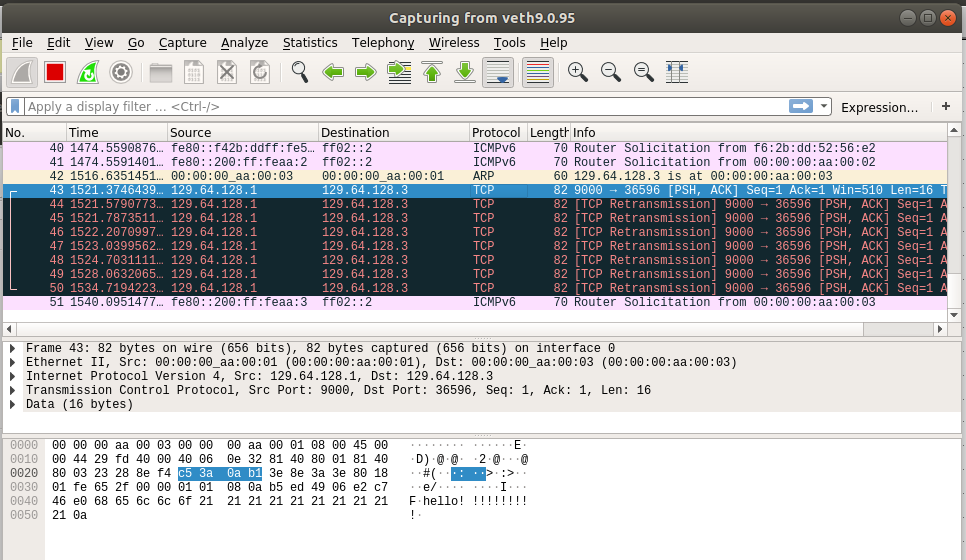 Capturing from veth9.0.95
File Edit View Go Capture Analyze Statistics Telephony Wireless Tools Help
Apply a display filter ... <Ctrl-/> Expression... +
No. Time Source Destination Protocol Length Info
40 1474.5590876… fe80::f42b:ddff:fe5… ff02::2 ICMPv6 70 Router Solicitation from f6:2b:dd:52:56:e2
41 1474.5591401… fe80::200:ff:feaa:2 ff02::2 ICMPv6 70 Router Solicitation from 00:00:00:aa:00:02
42 1516.6351451… 00:00:00_aa:00:03 00:00:00_aa:00:01 ARP 60 129.64.128.3 is at 00:00:00:aa:00:03
43 1521.3746439… 129.64.128.1 129.64.128.3 TCP 82 9000 → 36596 [PSH, ACK] Seq=1 Ack=1 Win=510 Len=16 T
44 1521.5790773… 129.64.128.1 129.64.128.3 TCP 82 [TCP Retransmission] 9000 → 36596 [PSH, ACK] Seq=1 A
45 1521.7873511… 129.64.128.1 129.64.128.3 TCP 82 [TCP Retransmission] 9000 → 36596 [PSH, ACK] Seq=1 A
46 1522.2070997… 129.64.128.1 129.64.128.3 TCP 82 [TCP Retransmission] 9000 → 36596 [PSH, ACK] Seq=1 A
47 1523.0399562… 129.64.128.1 129.64.128.3 TCP 82 [TCP Retransmission] 9000 → 36596 [PSH, ACK] Seq=1 A
48 1524.7031111… 129.64.128.1 129.64.128.3 TCP 82 [TCP Retransmission] 9000 → 36596 [PSH, ACK] Seq=1 A
49 1528.0632065… 129.64.128.1 129.64.128.3 TCP 82 [TCP Retransmission] 9000 → 36596 [PSH, ACK] Seq=1 A
50 1534.7194223… 129.64.128.1 129.64.128.3 TCP 82 [TCP Retransmission] 9000 → 36596 [PSH, ACK] Seq=1 A
51 1540.0951477… fe80::200:ff:feaa:3 ff02::2 ICMPv6 70 Router Solicitation from 00:00:00:aa:00:03
Frame 43: 82 bytes on wire (656 bits), 82 bytes captured (656 bits) on interface 0
Ethernet II, Src: 00:00:00_aa:00:01 (00:00:00:aa:00:01), Dst: 00:00:00_aa:00:03 (00:00:00:aa:00:03)
Internet Protocol Version 4, Src: 129.64.128.1, Dst: 129.64.128.3
Transmission Control Protocol, Src Port: 9000, Dst Port: 36596, Seq: 1, Ack: 1, Len: 16
Data (16 bytes)
0000 00 00 00 aa 00 03 00 00 00 aa 00 01 08 00 45 00 ········ ······E·
0010 00 44 29 fd 40 00 40 06 0e 32 81 40 80 01 81 40 ·D)·@·@· ·2·@···@
0020 80 03 23 28 8e f4 c5 3a 0a b1 3e 8e 3a 3e 80 18 ··#(···: ··>·:>··
0030 01 fe 65 2f 00 00 01 01 08 0a b5 ed 49 06 e2 c7 ··e/···· ····I···
0040 46 e0 68 65 6c 6c 6f 21 21 21 21 21 21 21 21 21 F·hello! !!!!!!!!
0050 21 0a !·